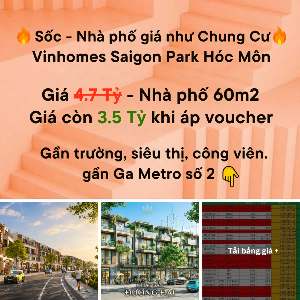 🔥 Sốc - Nhà phố giá như Chung Cư 🔥
Vinhomes Saigon Park Hóc Môn
Giá 4.7 Tỷ - Nhà phố 60m2
Giá còn 3.5 Tỷ khi áp voucher
Gần trường, siêu thị, công viên.
gần Ga Metro số 2 👇
Tải bảng giá +